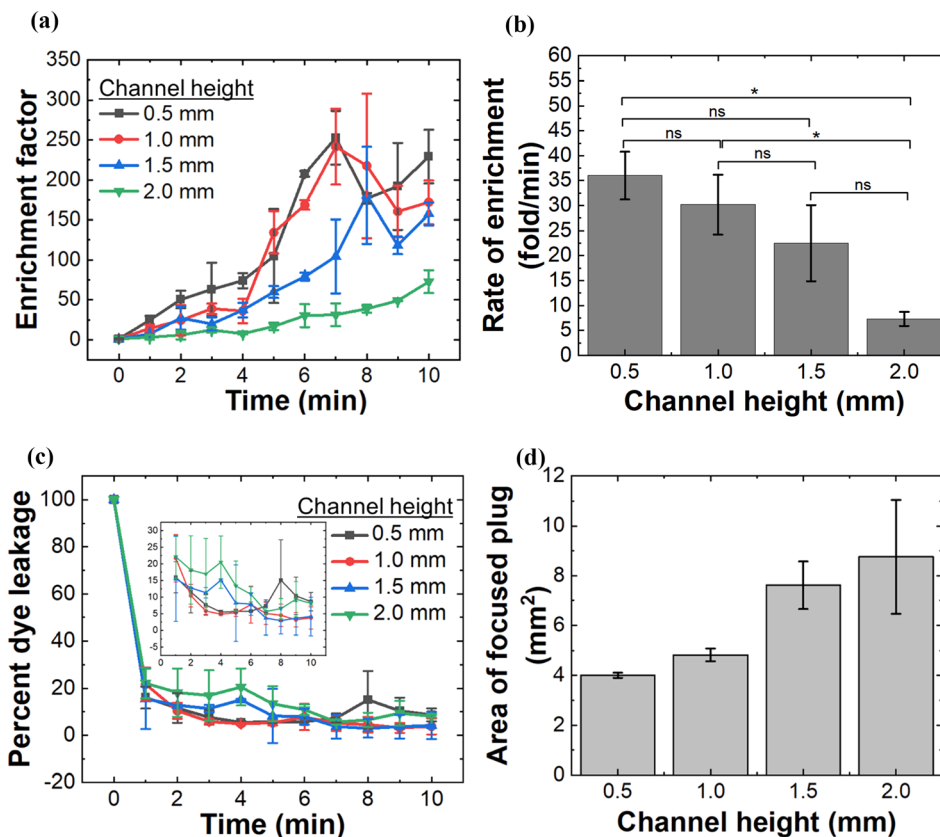 (a)
Enrichment factor
350
300
250
200
150
100
50
0
Channel height
0.5 mm
1.0 mm
1.5 mm
2.0 mm
0 2 4 6 8 10
Time (min)
(b)
Rate of enrichment
(fold/min)
60
55
50
45
40
35
30
25
20
15
10
5
0
*
ns
ns *
ns
ns
0.5 1.0 1.5 2.0
Channel height (mm)
(c)
Percent dye leakage
100
80
60
40
20
0
-20
Channel height
0.5 mm
1.0 mm
1.5 mm
2.0 mm
30
25
20
15
10
5
0
-5
2 4 6 8 10
0 2 4 6 8 10
Time (min)
(d)
Area of focused plug
(mm²)
12
10
8
6
4
2
0
0.5 1.0 1.5 2.0
Channel height (mm)